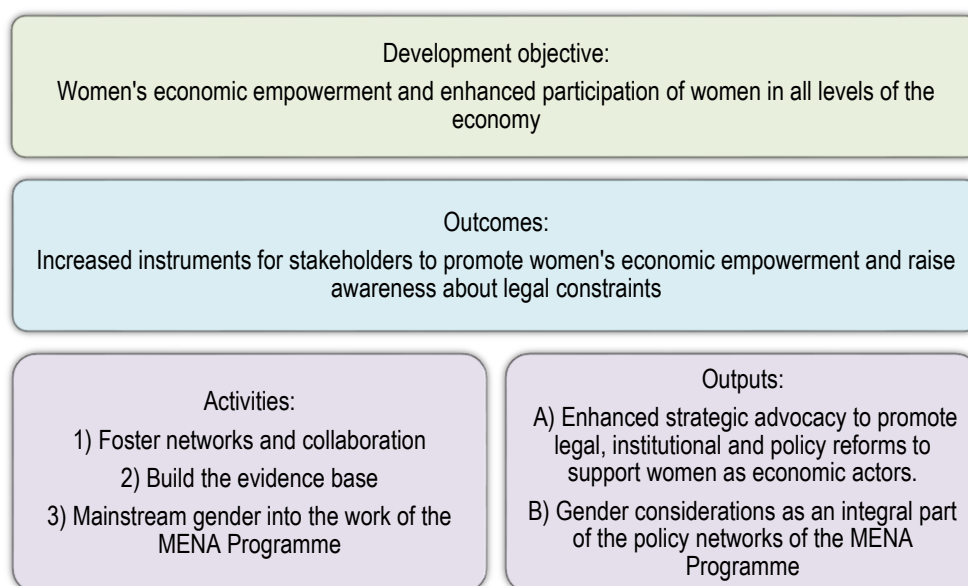 Development objective:
Women's economic empowerment and enhanced participation of women in all levels of the
economy
Outcomes:
Increased instruments for stakeholders to promote women's economic empowerment and raise
awareness about legal constraints
Activities:
1) Foster networks and collaboration
2) Build the evidence base
3) Mainstream gender into the work of the
MENA Programme
Outputs:
A) Enhanced strategic advocacy to promote
legal, institutional and policy reforms to
support women as economic actors.
B) Gender considerations as an integral part
of the policy networks of the MENA
Programme